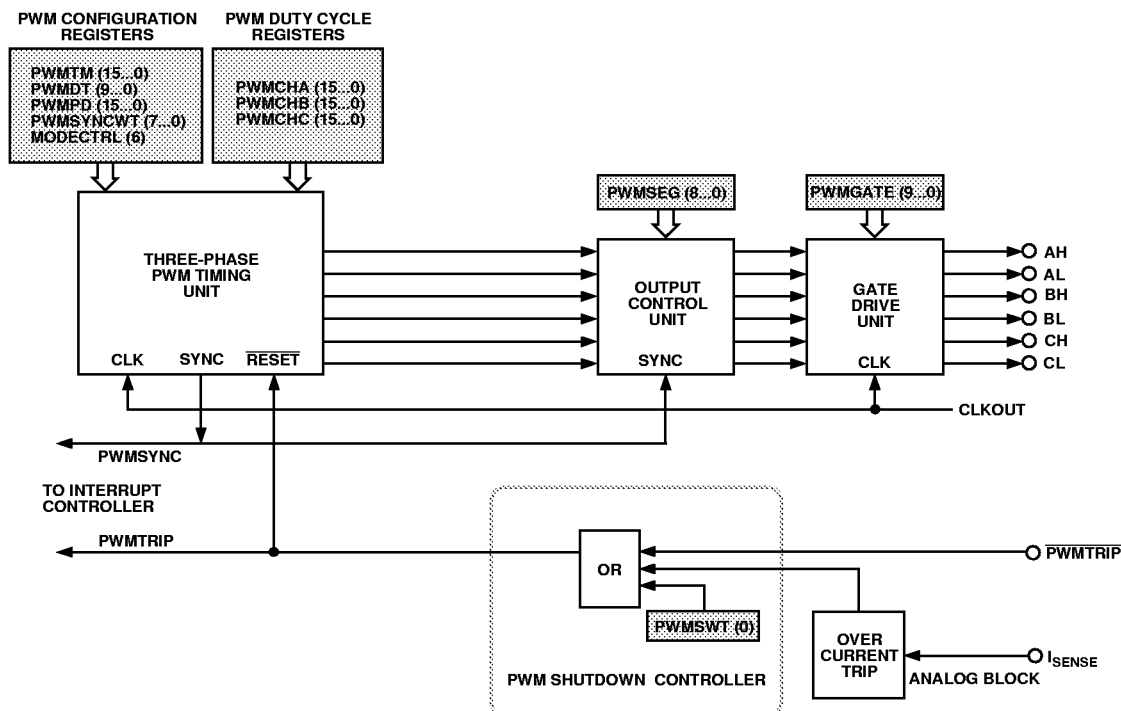 PWM CONFIGURATION
REGISTERS
PWM DUTY CYCLE
REGISTERS
PWMTM (15...0)
PWMDT (9...0)
PWMPD (15...0)
PWMSYNCWT (7...0)
MODECTRL (6)
PWMCHA (15...0)
PWMCHB (15...0)
PWMCHC (15...0)
PWMSEG (8...0)
PWMGATE (9...0)
THREE-PHASE
PWM TIMING
UNIT
CLK
SYNC
RESET
OUTPUT
CONTROL
UNIT
SYNC
GATE
DRIVE
UNIT
CLK
AH
AL
BH
BL
CH
CL
CLKOUT
PWMSYNC
TO INTERRUPT
CONTROLLER
PWMTRIP
OR
PWMTRIP
PWMSWT (0)
OVER
CURRENT
TRIP
ISENSE
ANALOG BLOCK
PWM SHUTDOWN CONTROLLER